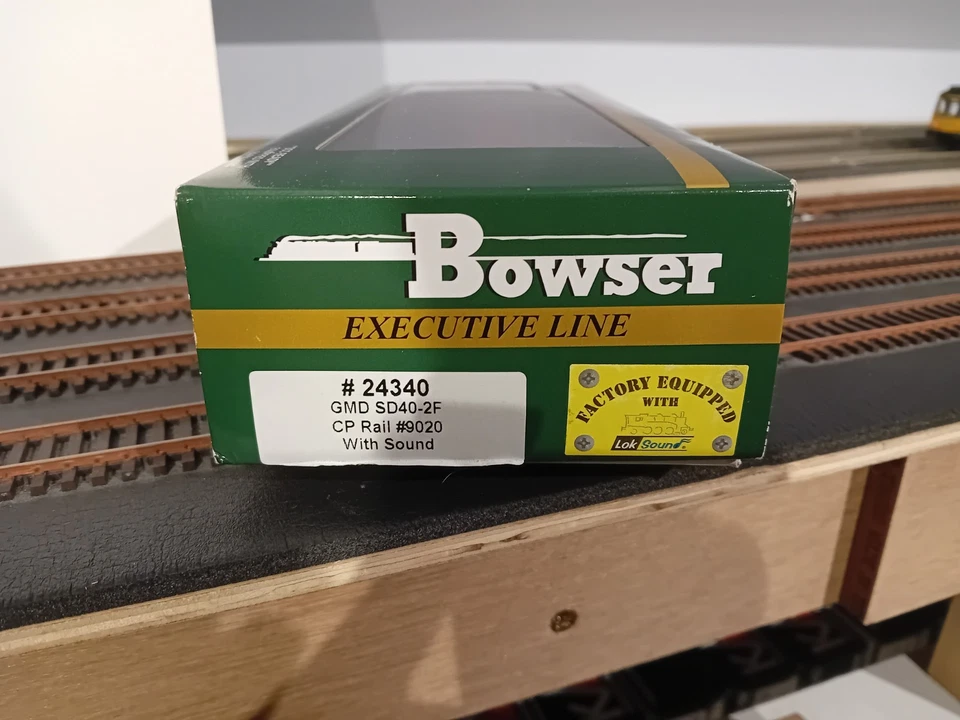 Bowser
EXECUTIVE LINE
# 24340
GMD SD40-2F
CP Rail #9020
With Sound
FACTORY EQUIPPED
WITH
LokSound